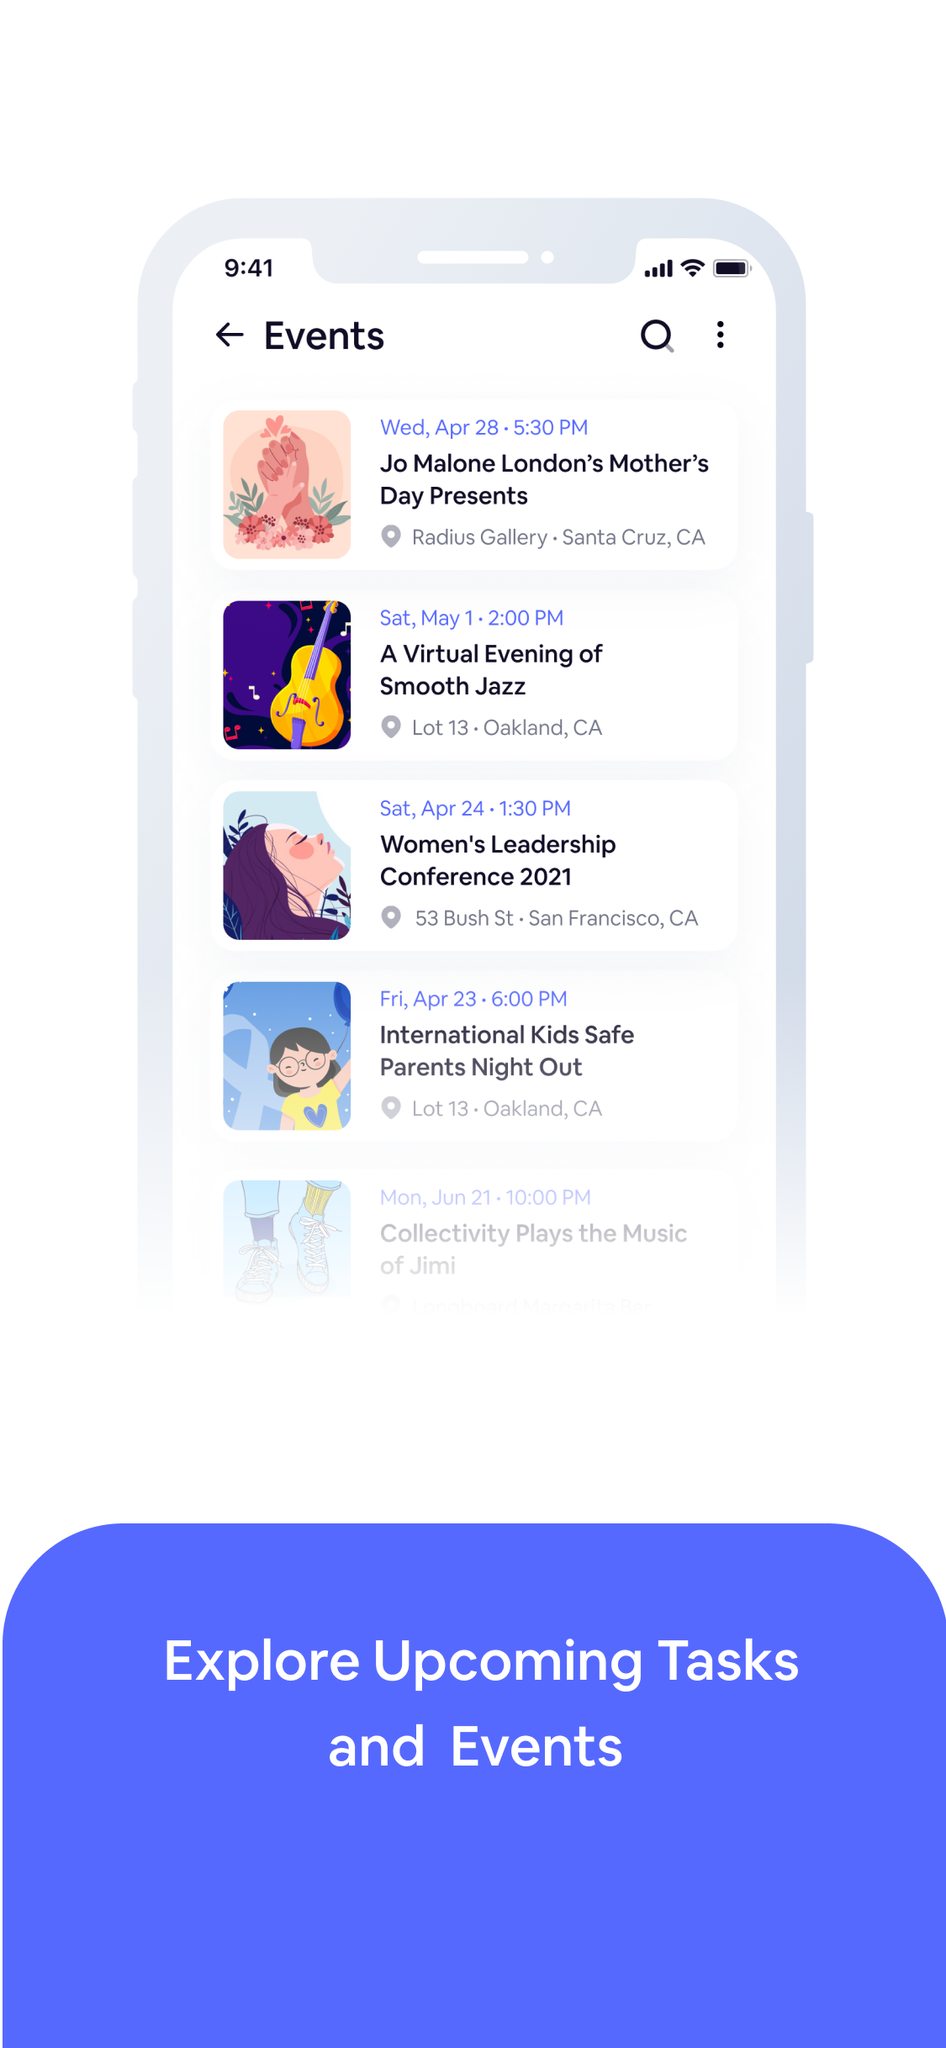 9:41
Events
Wed, Apr 28 • 5:30 PM
Jo Malone London’s Mother’s
Day Presents
Radius Gallery • Santa Cruz, CA
Sat, May 1 • 2:00 PM
A Virtual Evening of
Smooth Jazz
Lot 13 • Oakland, CA
Sat, Apr 24 • 1:30 PM
Women's Leadership
Conference 2021
53 Bush St • San Francisco, CA
Fri, Apr 23 • 6:00 PM
International Kids Safe
Parents Night Out
Lot 13 • Oakland, CA
Mon, Jun 21 • 10:00 PM
Collectivity Plays the Music
of Jimi
Longboard Margarita Bar
Explore Upcoming Tasks
and Events